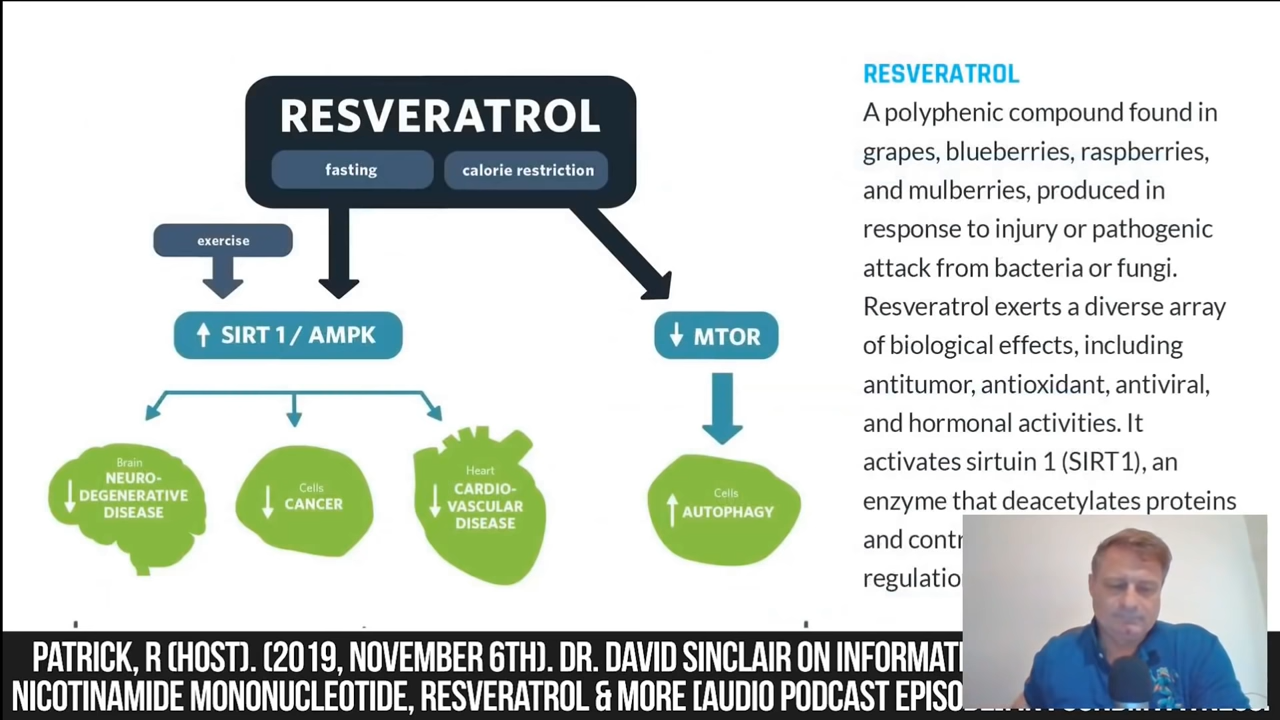 RESVERATROL
fasting
calorie restriction
exercise
SIRT 1/ AMPK
MTOR
Brain
NEURO-
DEGENERATIVE
DISEASE
Cells
CANCER
Heart
CARDIO-
VASCULAR
DISEASE
Cells
AUTOPHAGY
RESVERATROL
A polyphenic compound found in
grapes, blueberries, raspberries,
and mulberries, produced in
response to injury or pathogenic
attack from bacteria or fungi.
Resveratrol exerts a diverse array
of biological effects, including
antitumor, antioxidant, antiviral,
and hormonal activities. It
activates sirtuin 1 (SIRT1), an
enzyme that deacetylates proteins
and
PATRICK, R (HOST). (2019, NOVEMBER 6TH). DR. DAVID SINCLAIR ON
NICOTINAMIDE MONONUCLEOTIDE, RESVERATROL & MORE [AUDIO PODCAST